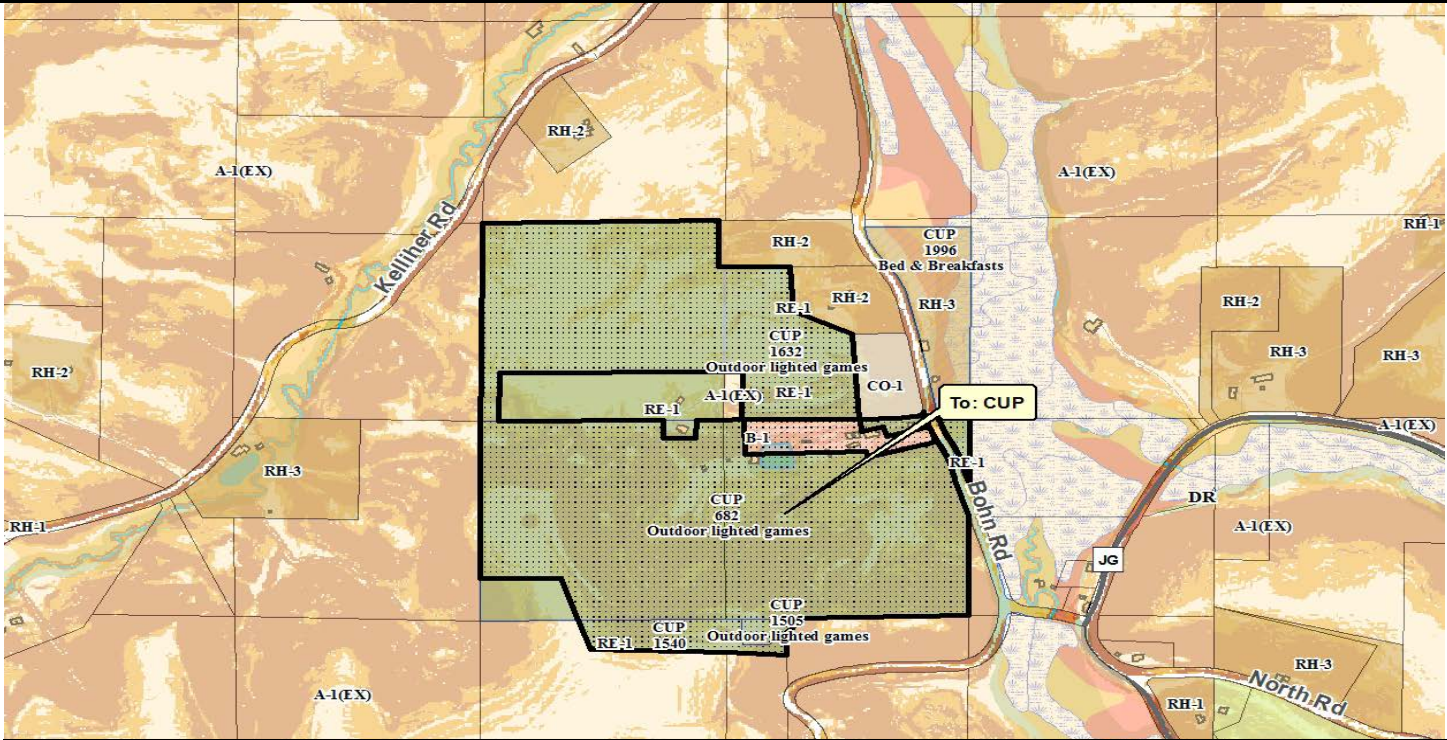 RH-2
A-1(EX)
A-1(EX)
Kelliher Rd
RH-2
CUP
1996
Bed & Breakfasts
RH-1
RH-2
RE-1
RH-3
RH-2
CUP
1632
Outdoor lighted games
RH-3
RH-3
RH-2
A-1(EX)
RE-1
CO-1
To: CUP
RE-1
A-1(EX)
B-1
RE-1
RH-3
Bohn Rd
CUP
682
Outdoor lighted games
DR
RH-1
A-1(EX)
JG
CUP
1505
Outdoor lighted games
RE-1
CUP
1540
RH-3
North Rd
A-1(EX)
RH-1